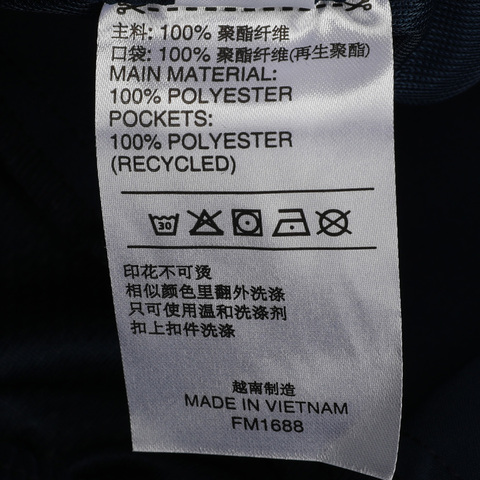 主料: 100% 聚酯纤维
口袋: 100% 聚酯纤维(再生聚酯)
MAIN MATERIAL:
100% POLYESTER
POCKETS:
100% POLYESTER
(RECYCLED)
30
印花不可烫
相似颜色里翻外洗涤
只可使用温和洗涤剂
扣上扣件洗涤
越南制造
MADE IN VIETNAM
FM1688